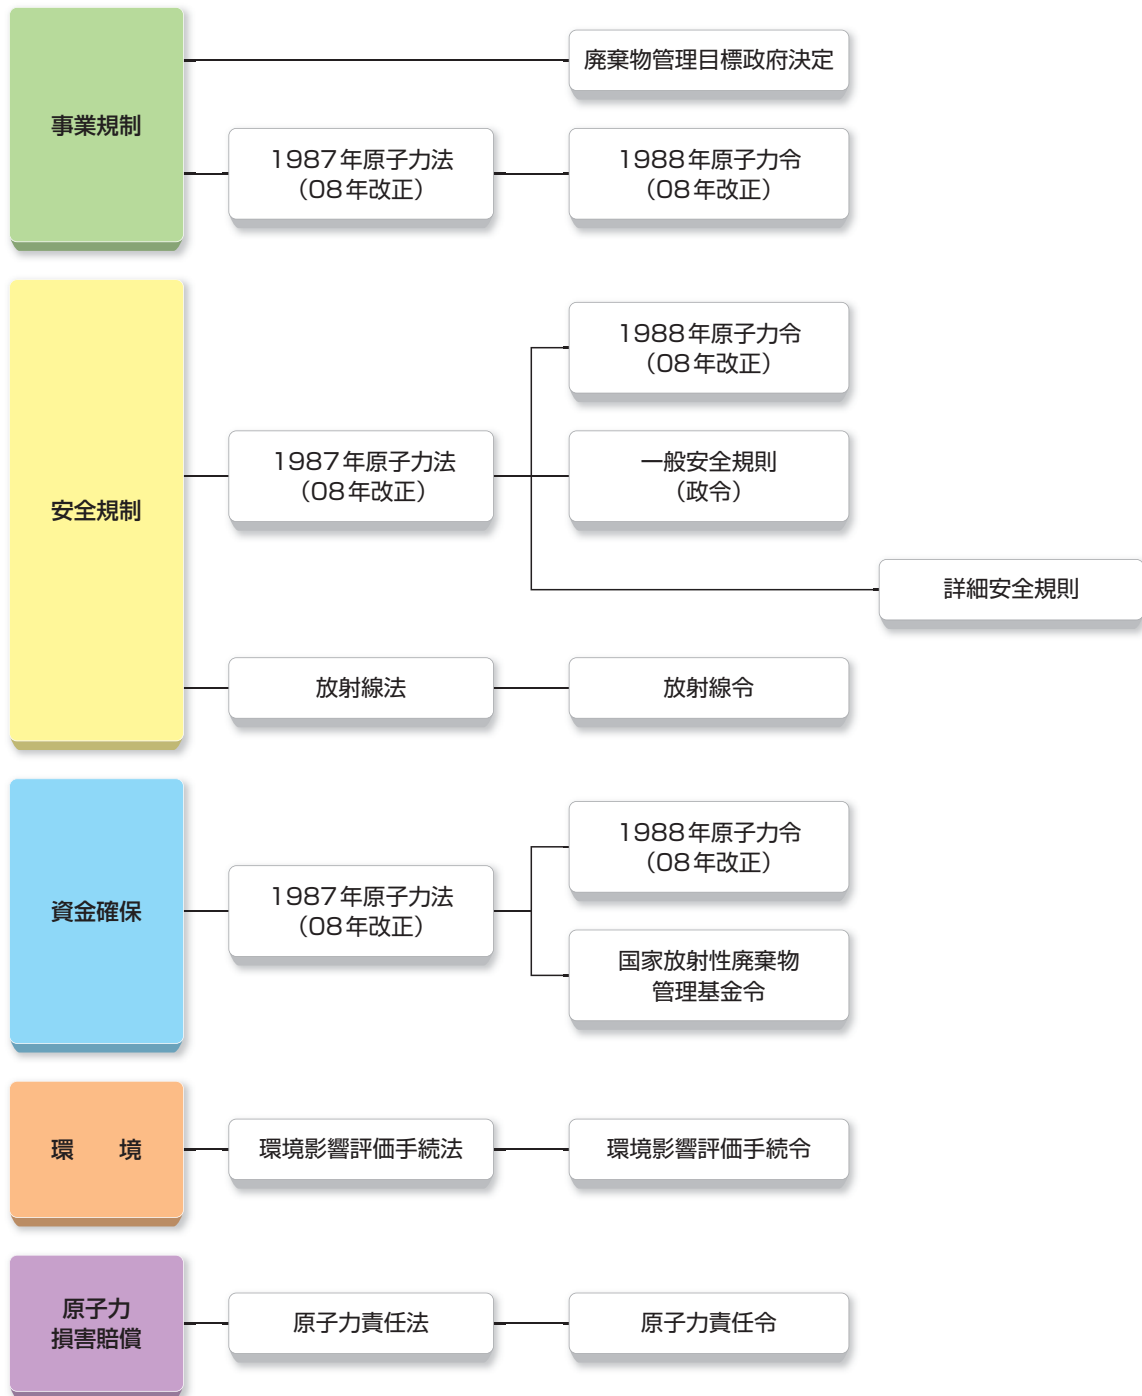 事業規制
廃棄物管理目標政府決定
1987年原子力法
（08年改正）
1988年原子力令
（08年改正）
安全規制
1987年原子力法
（08年改正）
1988年原子力令
（08年改正）
一般安全規則
（政令）
詳細安全規則
放射線法
放射線令
資金確保
1987年原子力法
（08年改正）
1988年原子力令
（08年改正）
国家放射性廃棄物
管理基金令
環　　境
環境影響評価手続法
環境影響評価手続令
原子力
損害賠償
原子力責任法
原子力責任令